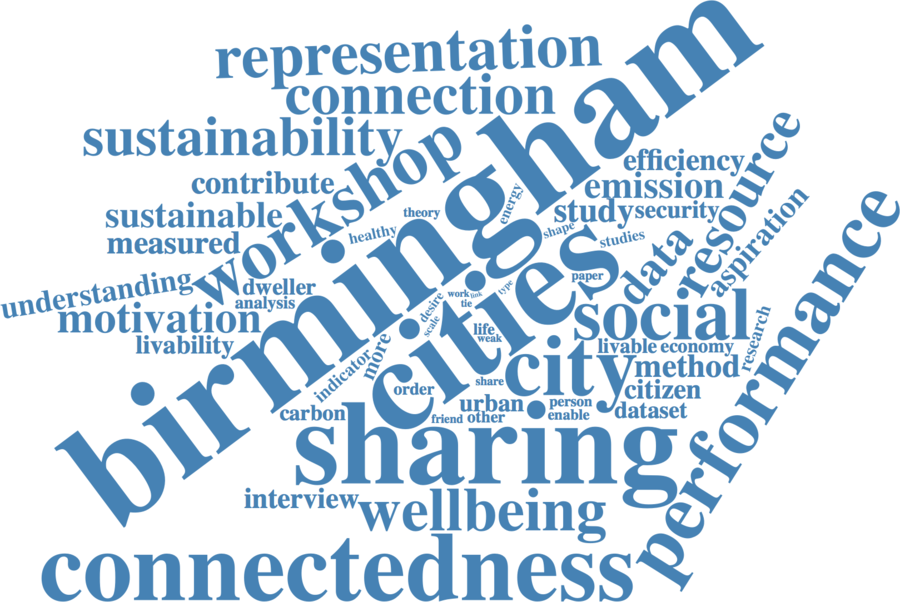 representation
connection
sustainability
workshop
birmingham
contribute
sustainable
measured
understanding
motivation
livability
dweller
analysis
healthy
theory
energy
efficiency
emission
study
security
shape
studies
resource
data
aspiration
performance
paper
cities
desire
scale
work
link
tie
type
life
weak
social
livable
economy
research
city
method
citizen
dataset
indicator
more
order
share
carbon
urban
person
enable
friend
other
sharing
interview
wellbeing
connectedness